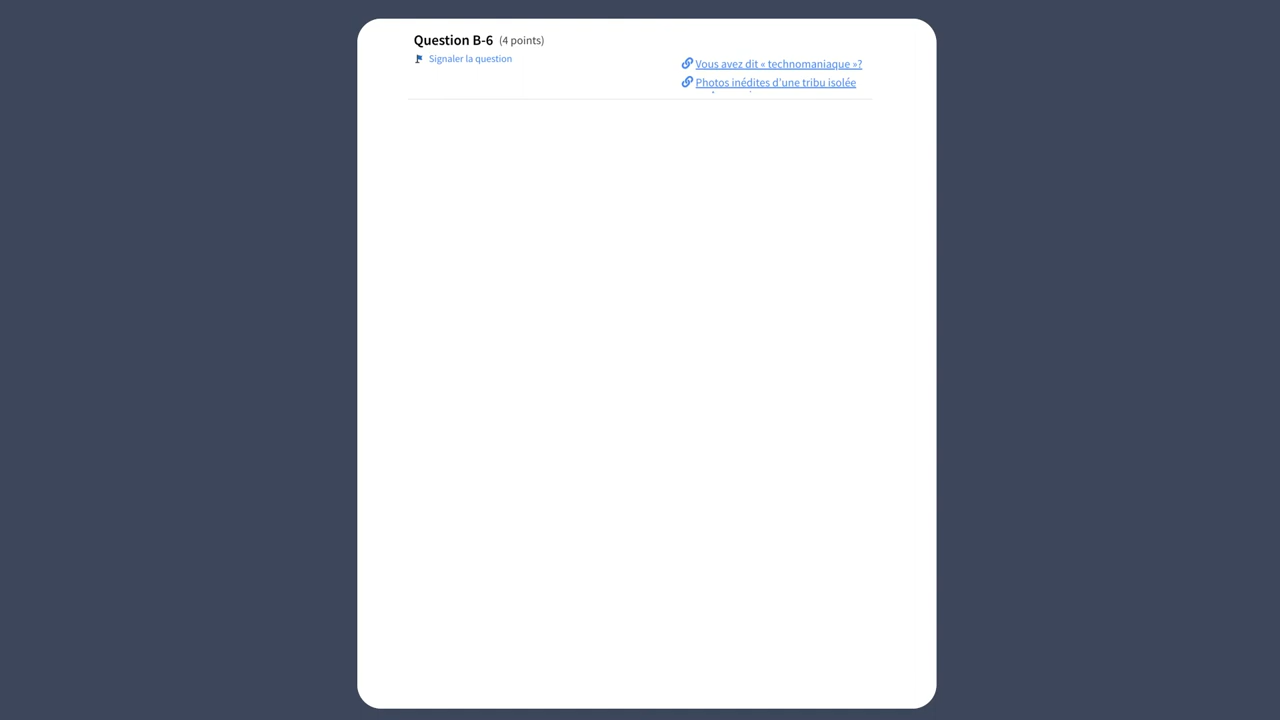 Question B-6 (4 points)
Signaler la question
Vous avez dit « technomaniaque »?
Photos inédites d'une tribu isolée